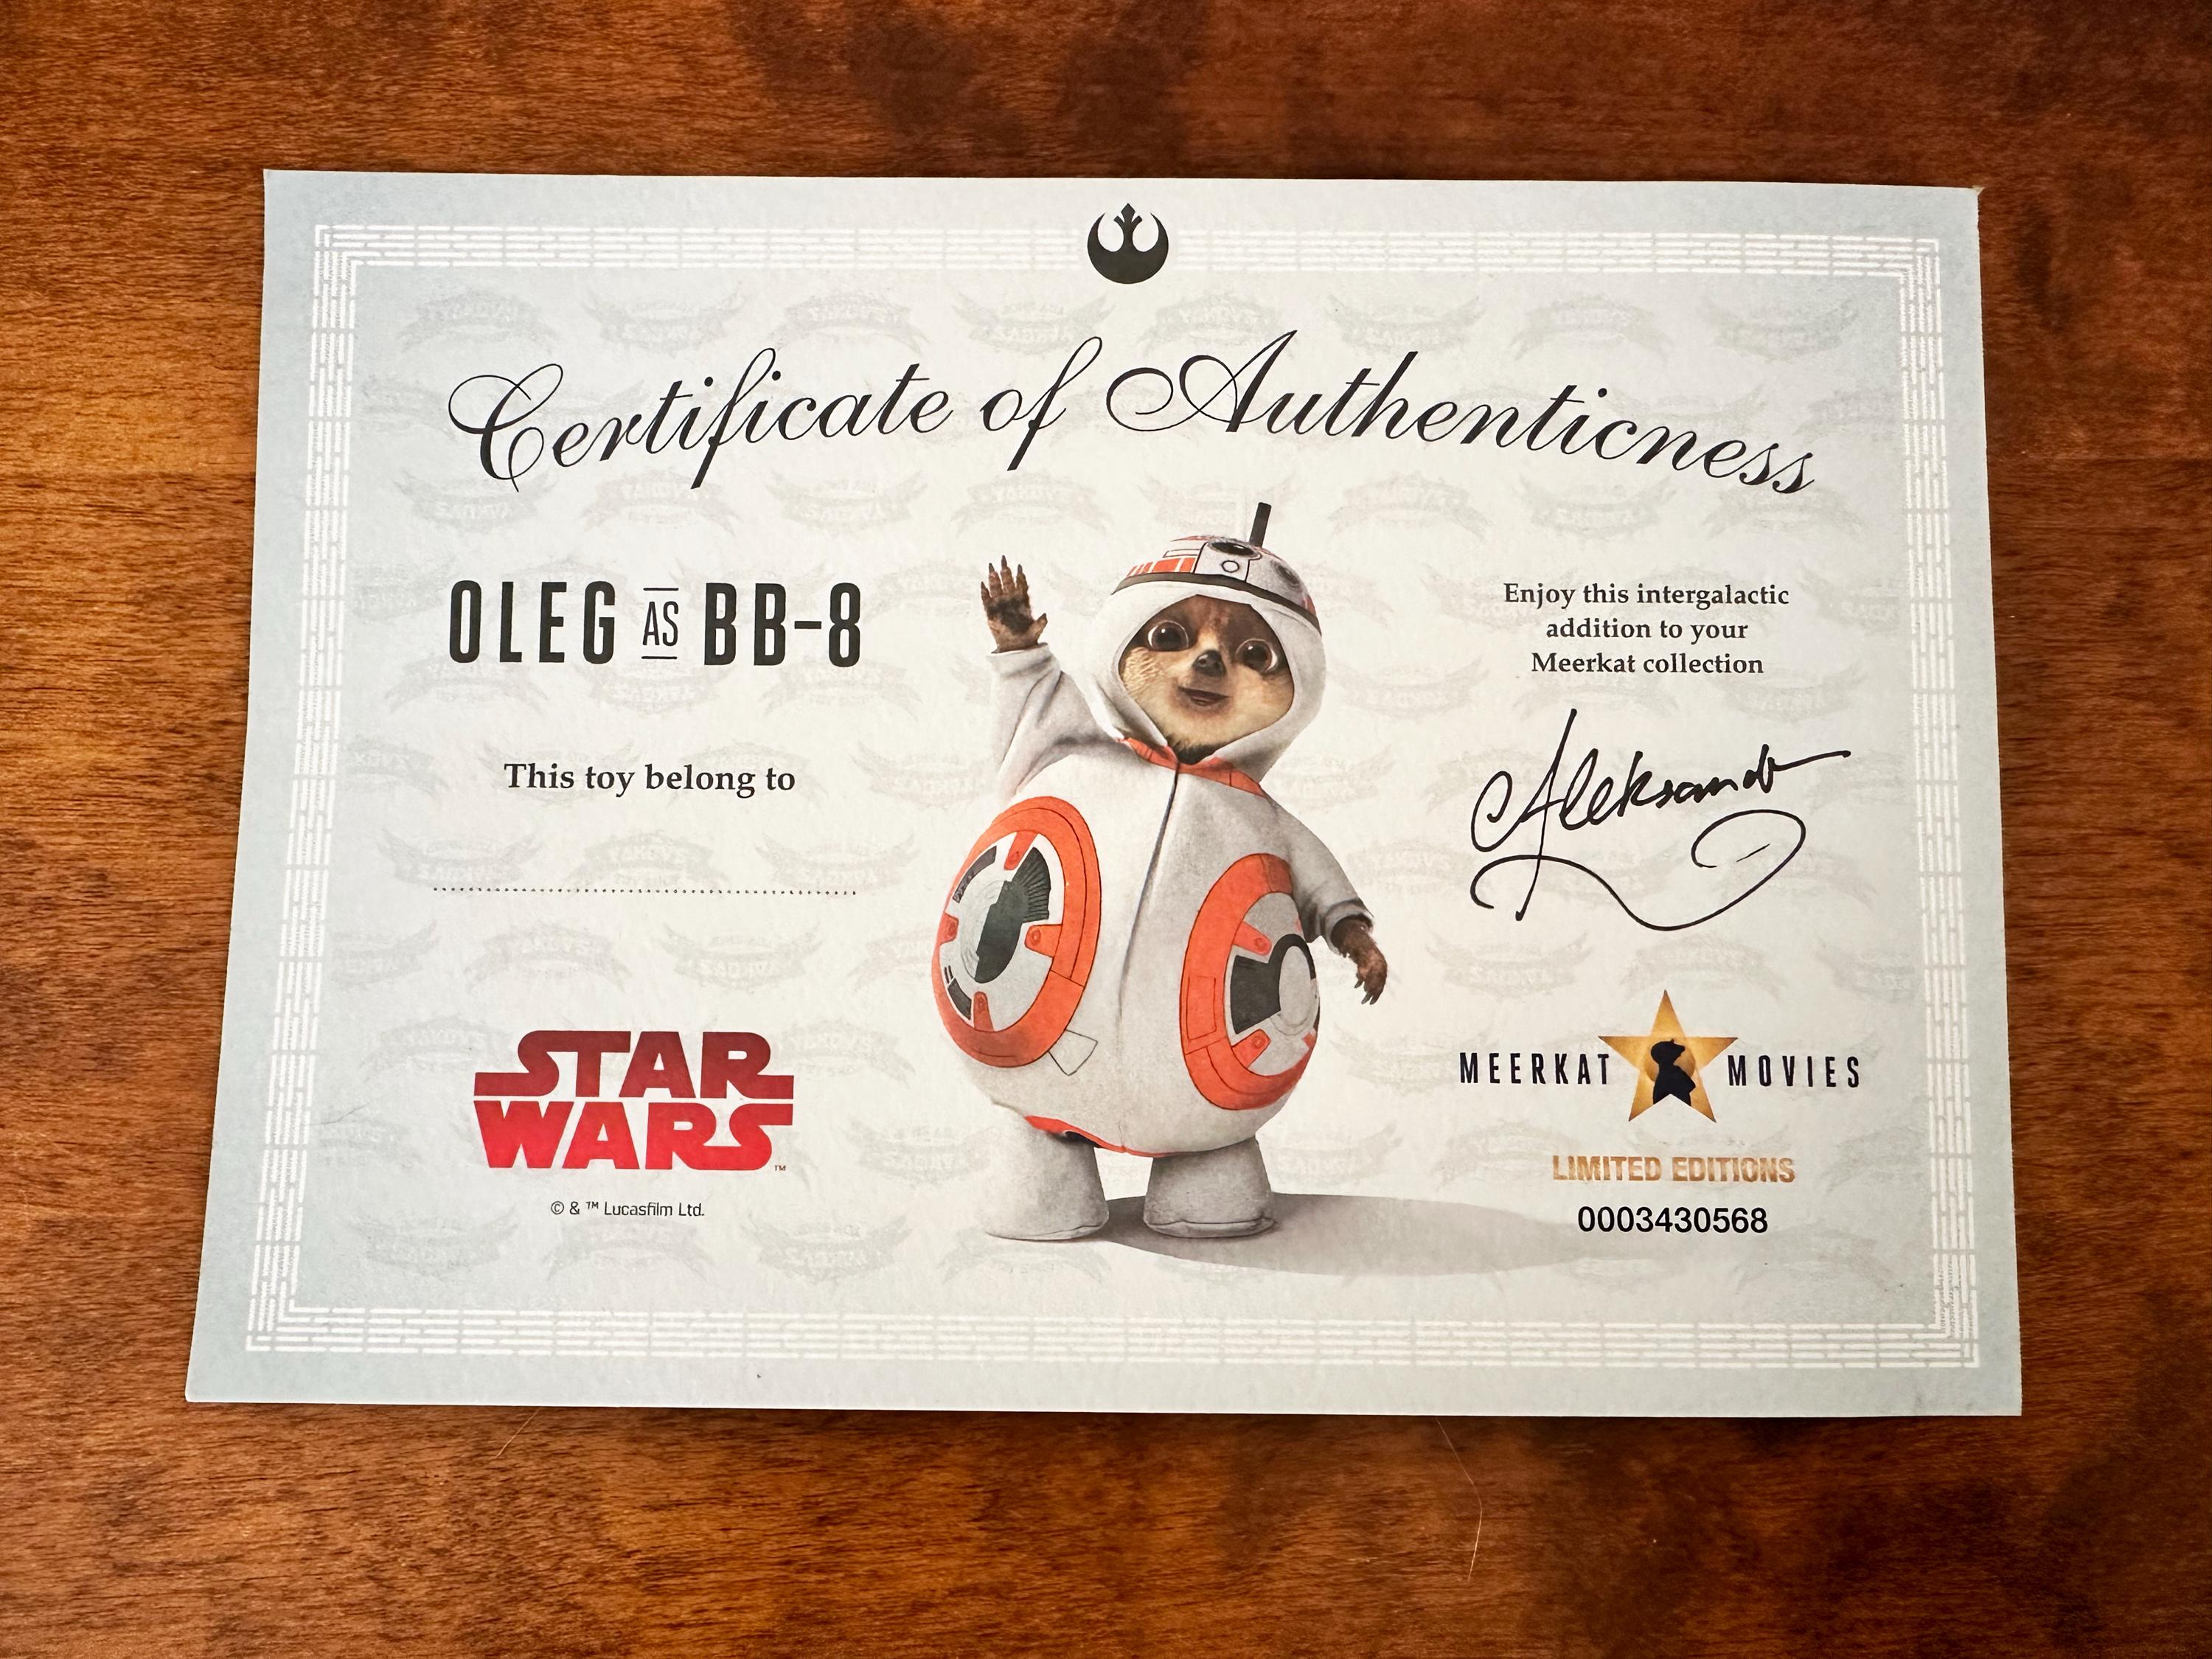 Certificate of Authenticness
OLEG AS BB-8
This toy belong to
STAR
WARS
TM
© & ™ Lucasfilm Ltd.
Enjoy this intergalactic
addition to your
Meerkat collection
Aleksandr
MEERKAT MOVIES
LIMITED EDITIONS
0003430568